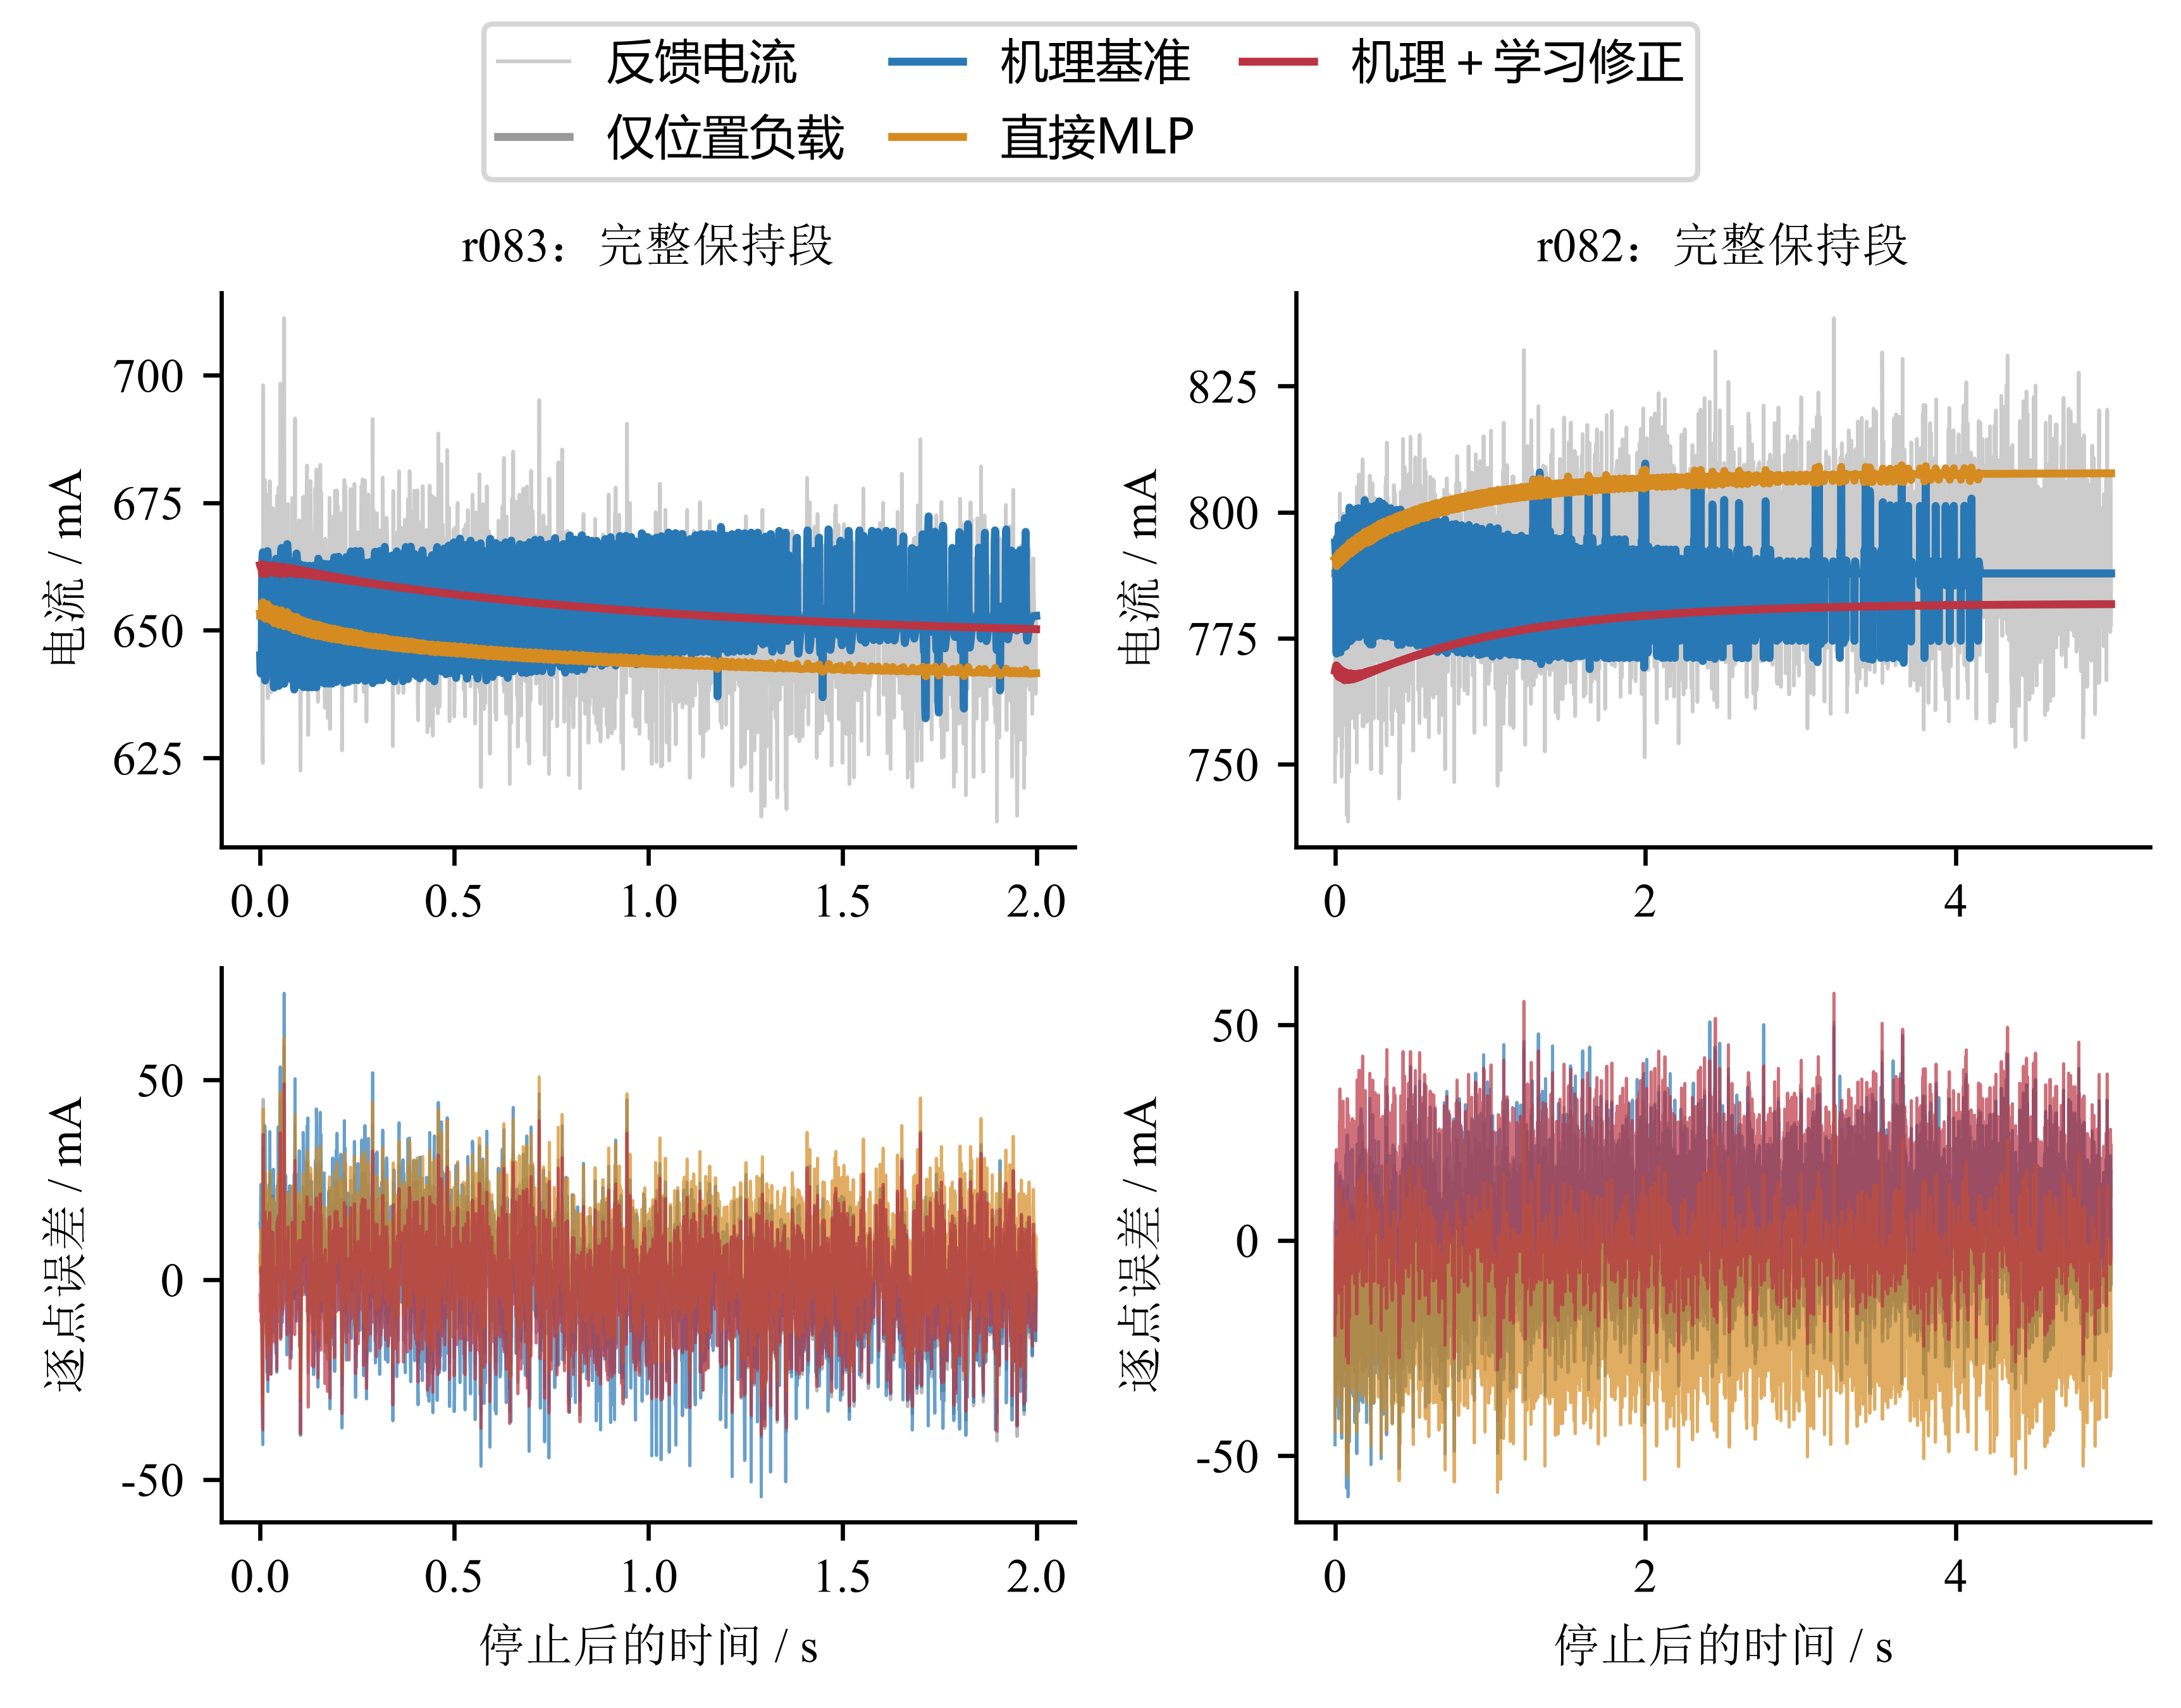 反馈电流 机理基准 机理 + 学习修正
仅位置负载 直接MLP
r083：完整保持段
r082：完整保持段
电流 / mA
700
675
650
625
0.0 0.5 1.0 1.5 2.0
电流 / mA
825
800
775
750
0 2 4
逐点误差 / mA
50
0
-50
0.0 0.5 1.0 1.5 2.0
停止后的时间 / s
逐点误差 / mA
50
0
-50
0 2 4
停止后的时间 / s